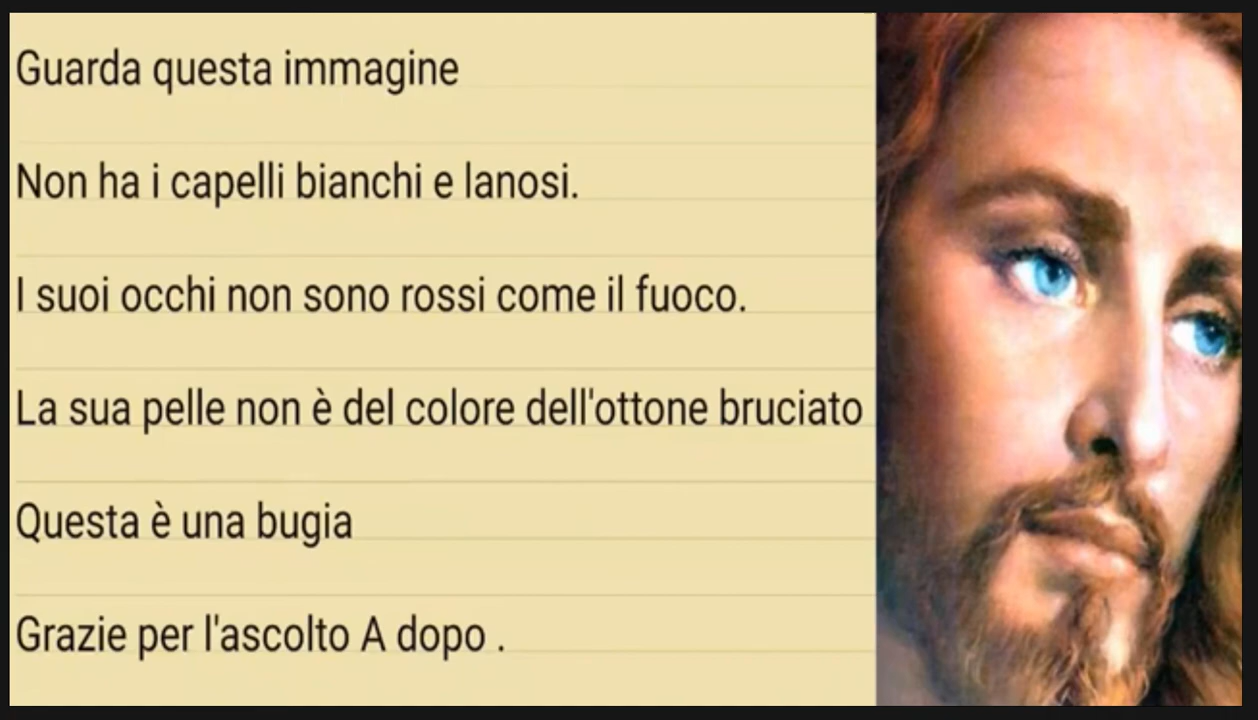 Guarda questa immagine
Non ha i capelli bianchi e lanosi.
I suoi occhi non sono rossi come il fuoco.
La sua pelle non è del colore dell'ottone bruciato
Questa è una bugia
Grazie per l'ascolto A dopo .